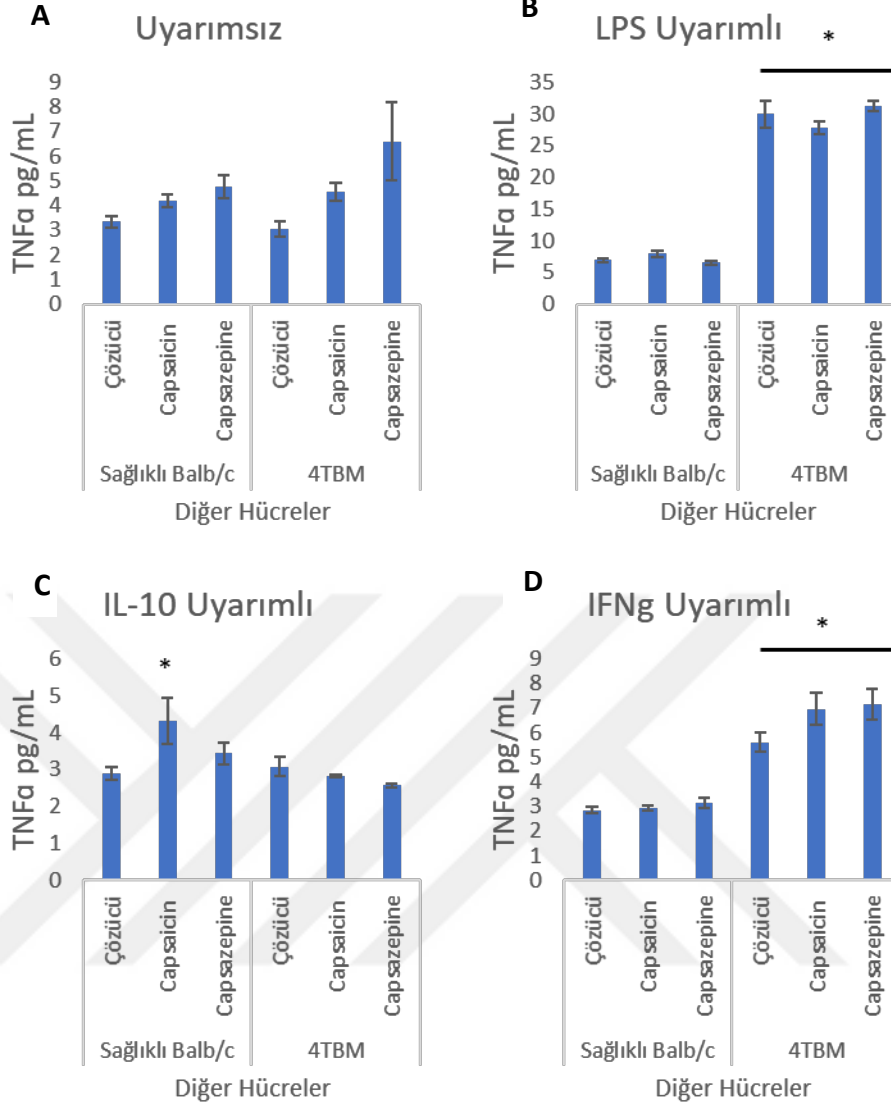 A
Uyarımsız
TNFα pg/mL
9
8
7
6
5
4
3
2
1
0
Çözücü
Capsaicin
Capsazepine
Çözücü
Capsaicin
Capsazepine
Sağlıklı Balb/c
4TBM
Diğer Hücreler
B
LPS Uyarımlı
*
TNFα pg/mL
35
30
25
20
15
10
5
0
Çözücü
Capsaicin
Capsazepine
Çözücü
Capsaicin
Capsazepine
Sağlıklı Balb/c
4TBM
Diğer Hücreler
C
IL-10 Uyarımlı
*
TNFα pg/mL
6
5
4
3
2
1
0
Çözücü
Capsaicin
Capsazepine
Çözücü
Capsaicin
Capsazepine
Sağlıklı Balb/c
4TBM
Diğer Hücreler
D
IFNg Uyarımlı
*
TNFα pg/mL
9
8
7
6
5
4
3
2
1
0
Çözücü
Capsaicin
Capsazepine
Çözücü
Capsaicin
Capsazepine
Sağlıklı Balb/c
4TBM
Diğer Hücreler